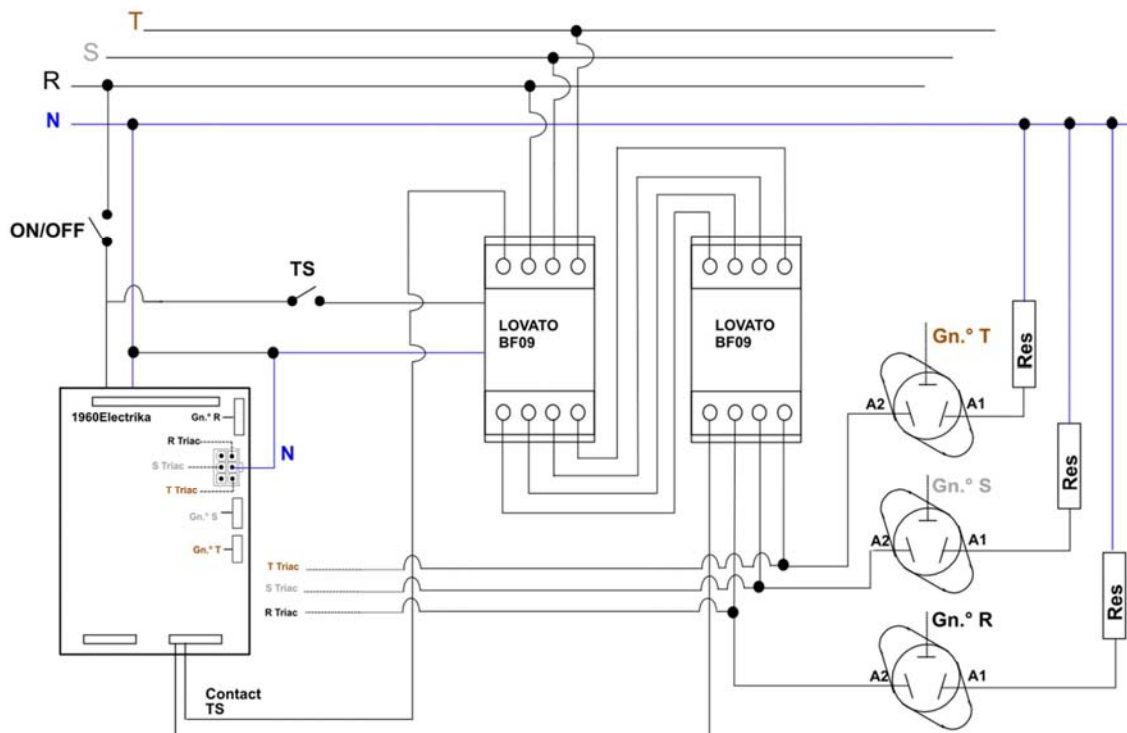 T
S
R
N
ON/OFF
TS
LOVATO
BF09
LOVATO
BF09
Gn.° T
A2
A1
Res
1960Electrika
Gn.° R
R Triac
S Triac
T Triac
N
Gn.° S
Gn.° T
Gn.° S
A2
A1
Res
T Triac
S Triac
R Triac
Gn.° R
A2
A1
Res
Contact
TS